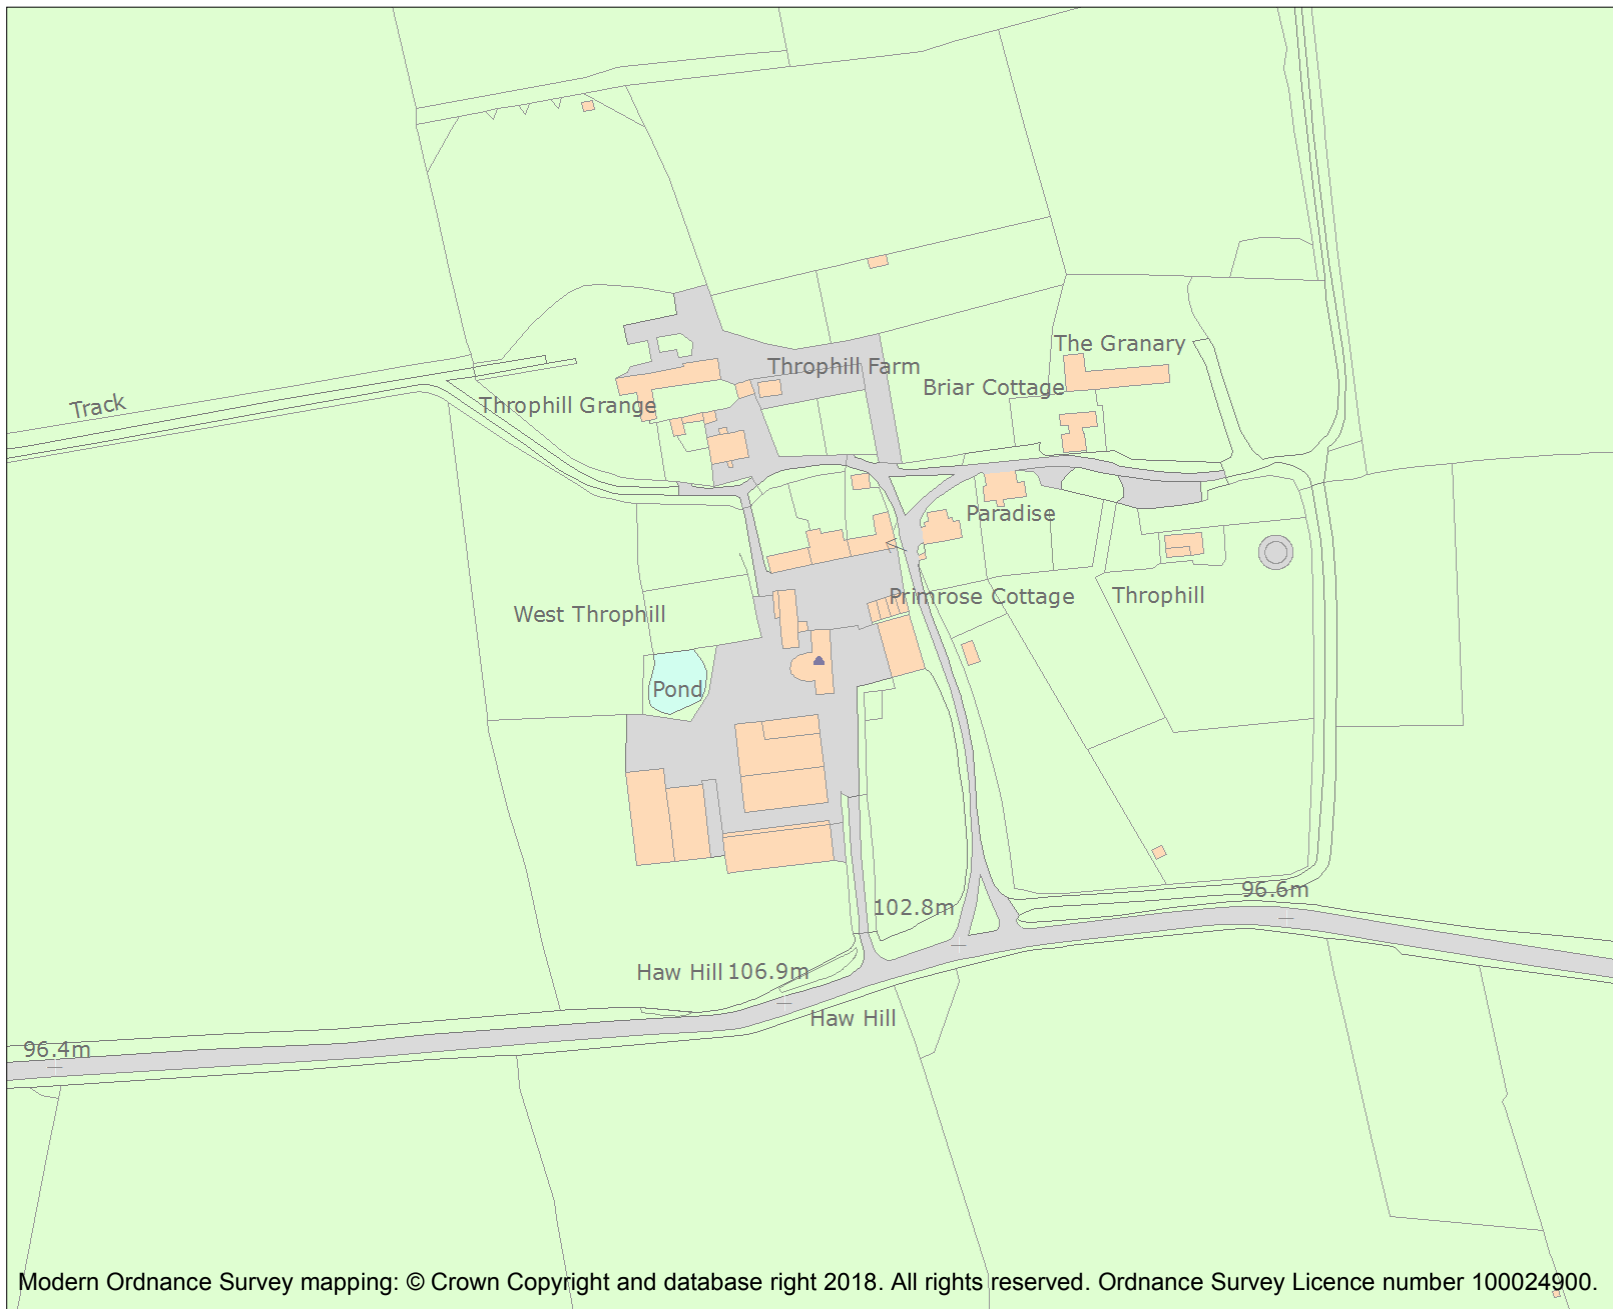 The Granary
Throphill Farm
Briar Cottage
Track
Throphill Grange
Paradise
Primrose Cottage
Throphill
West Throphill
Pond
96.6m
102.8m
Haw Hill 106.9m
Haw Hill
96.4m
Modern Ordnance Survey mapping: © Crown Copyright and database right 2018. All rights reserved. Ordnance Survey Licence number 100024900.